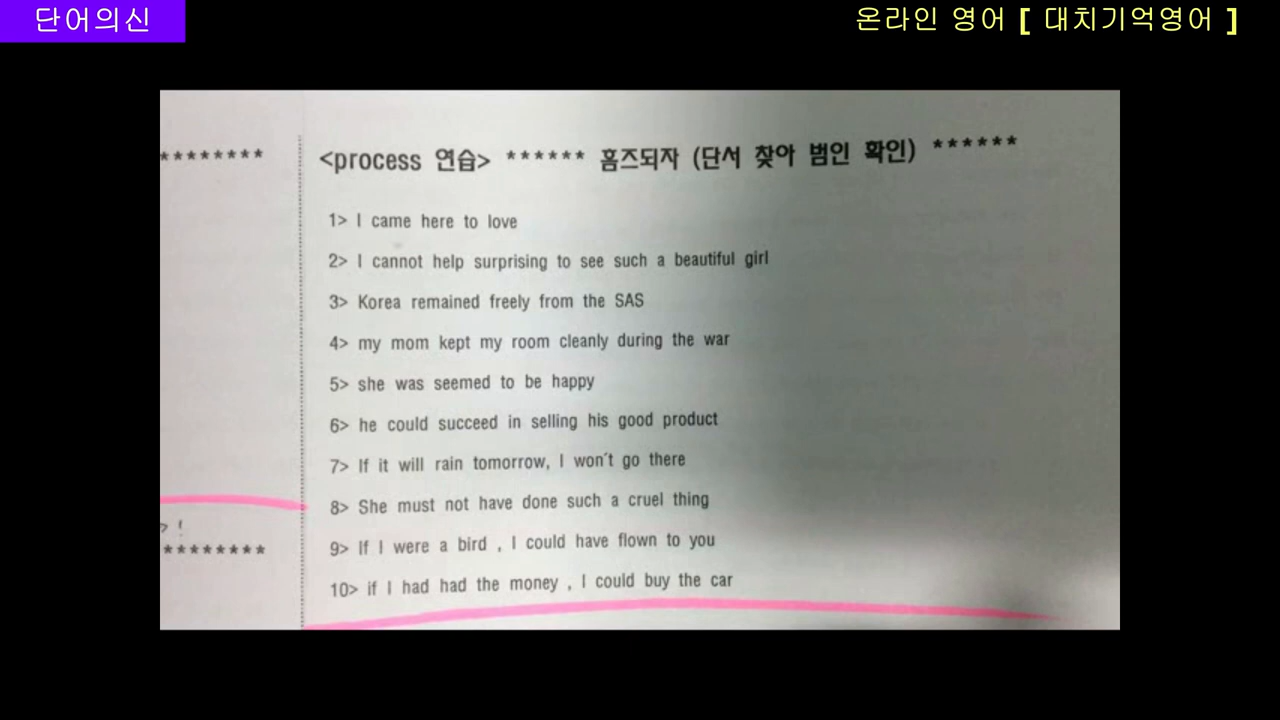 단어의신
온라인 영어 [ 대치기억영어 ]
******** 
<process 연습> ****** 홈즈되자 (단서 찾아 범인 확인) ******
1> I came here to love
2> I cannot help surprising to see such a beautiful girl
3> Korea remained freely from the SAS
4> my mom kept my room cleanly during the war
5> she was seemed to be happy
6> he could succeed in selling his good product
7> If it will rain tomorrow, I won't go there
8> She must not have done such a cruel thing
> !
9> If I were a bird , I could have flown to you
********
10> if I had had the money , I could buy the car